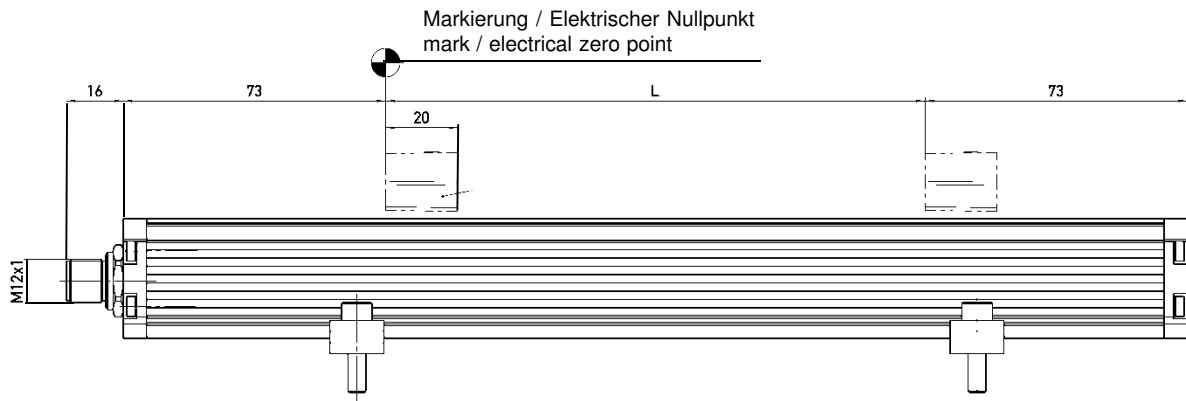 Markierung / Elektrischer Nullpunkt
mark / electrical zero point
16
73
L
73
20
M12x1